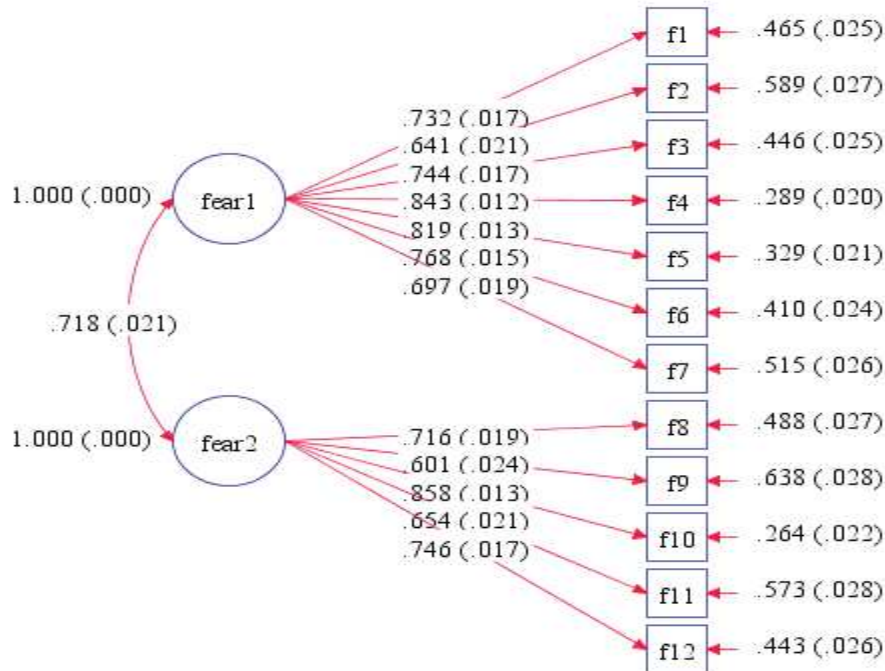 f1
.465 (.025)
f2
.589 (.027)
.732 (.017)
.641 (.021)
f3
.446 (.025)
.744 (.017)
1.000 (.000)
fear1
.843 (.012)
f4
.289 (.020)
.819 (.013)
.768 (.015)
f5
.329 (.021)
.697 (.019)
f6
.410 (.024)
.718 (.021)
f7
.515 (.026)
f8
.488 (.027)
1.000 (.000)
fear2
.716 (.019)
.601 (.024)
f9
.638 (.028)
.858 (.013)
.654 (.021)
f10
.264 (.022)
.746 (.017)
f11
.573 (.028)
f12
.443 (.026)